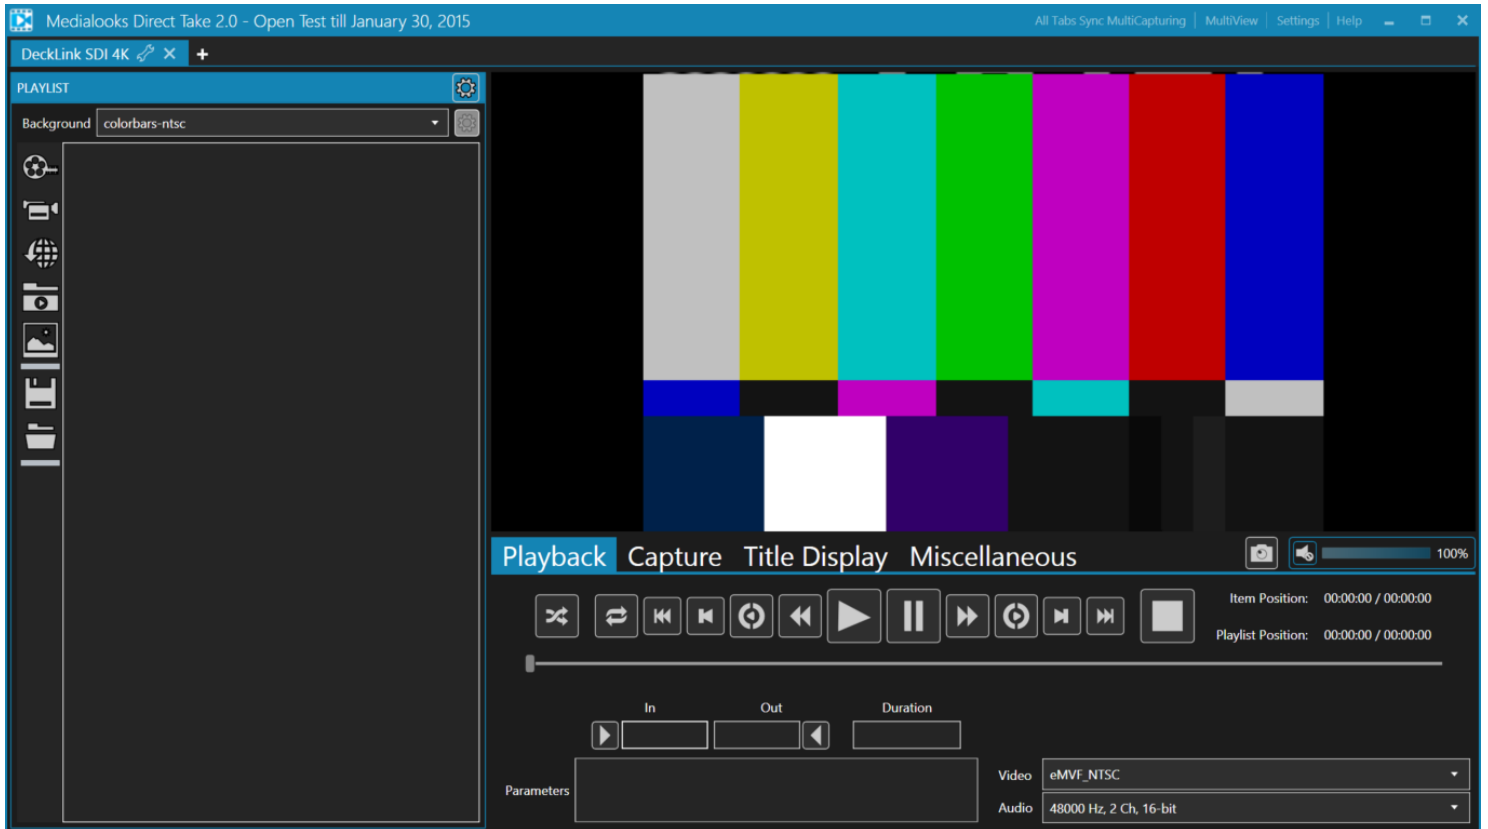 Medialooks Direct Take 2.0 - Open Test till January 30, 2015
All Tabs Sync MultiCapturing | MultiView | Settings | Help
DeckLink SDI 4K
PLAYLIST
Background colorbars-ntsc
Playback Capture Title Display Miscellaneous
100%
Item Position: 00:00:00 / 00:00:00
Playlist Position: 00:00:00 / 00:00:00
In Out Duration
Video eMVF_NTSC
Parameters
Audio 48000 Hz, 2 Ch, 16-bit